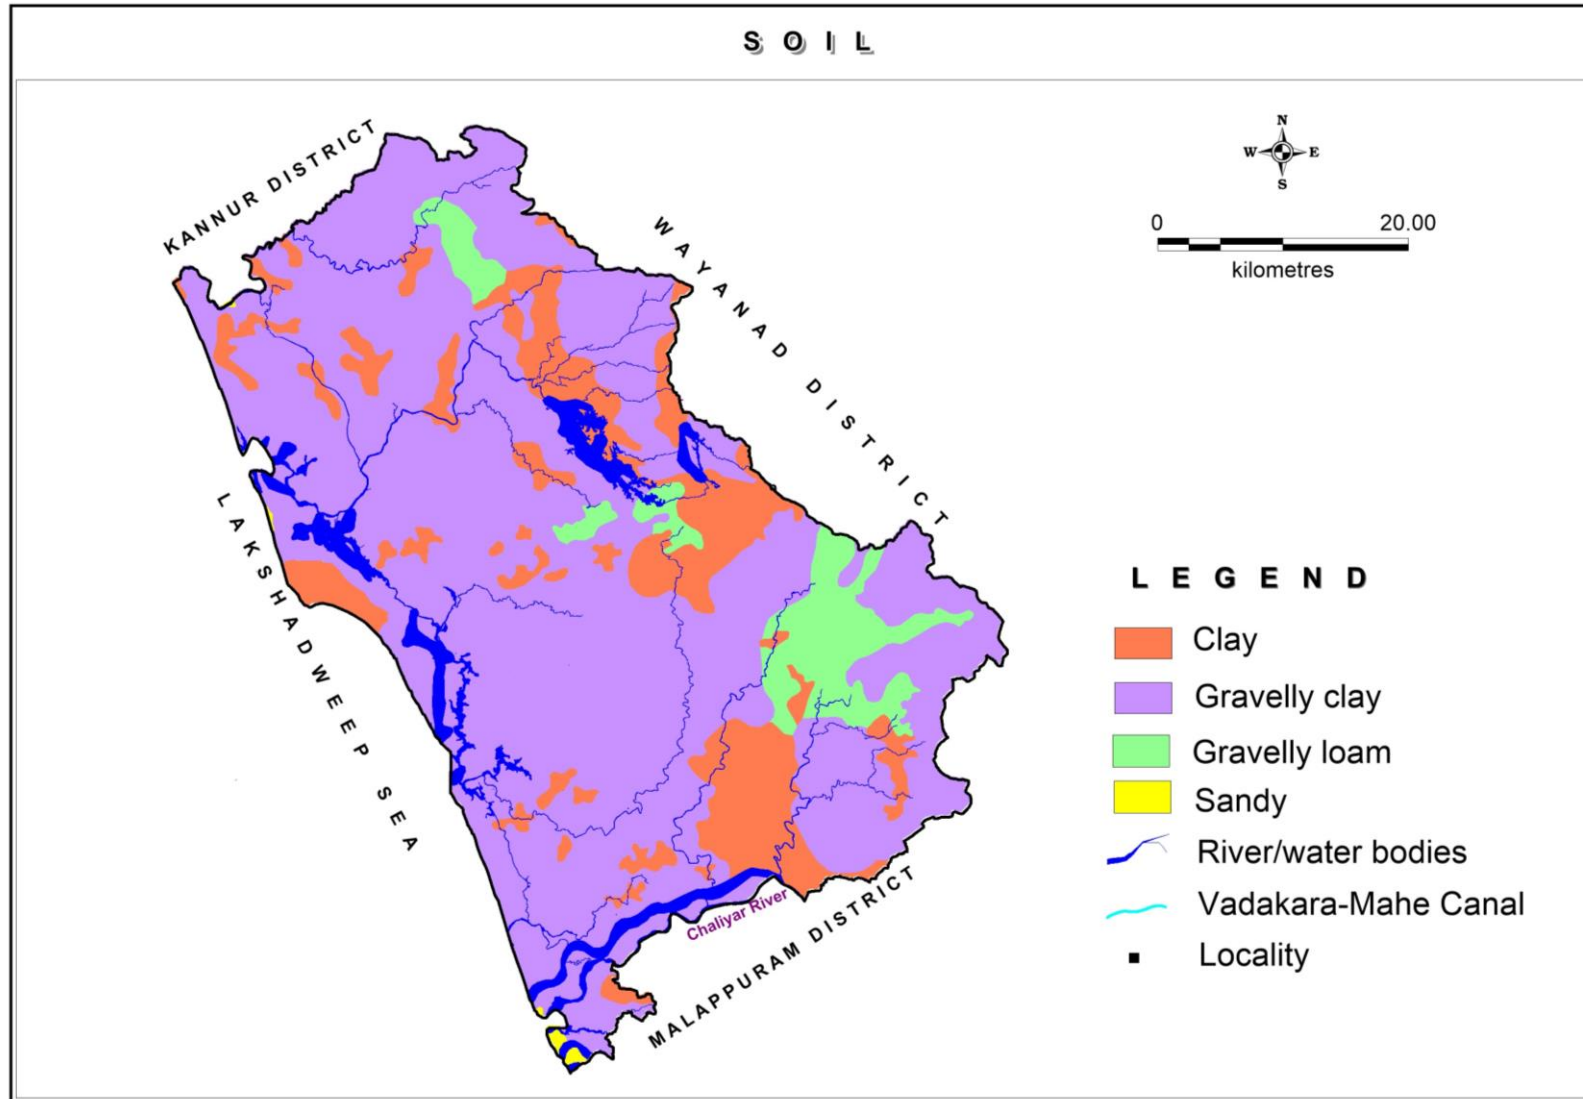 S O I L
KANNUR DISTRICT
WAYANAD DISTRICT
LAKSHADWEEP SEA
Chaliyar River
MALAPPURAM DISTRICT
N
W E
S
0 20.00
kilometres
L E G E N D
Clay
Gravelly clay
Gravelly loam
Sandy
River/water bodies
Vadakara-Mahe Canal
Locality